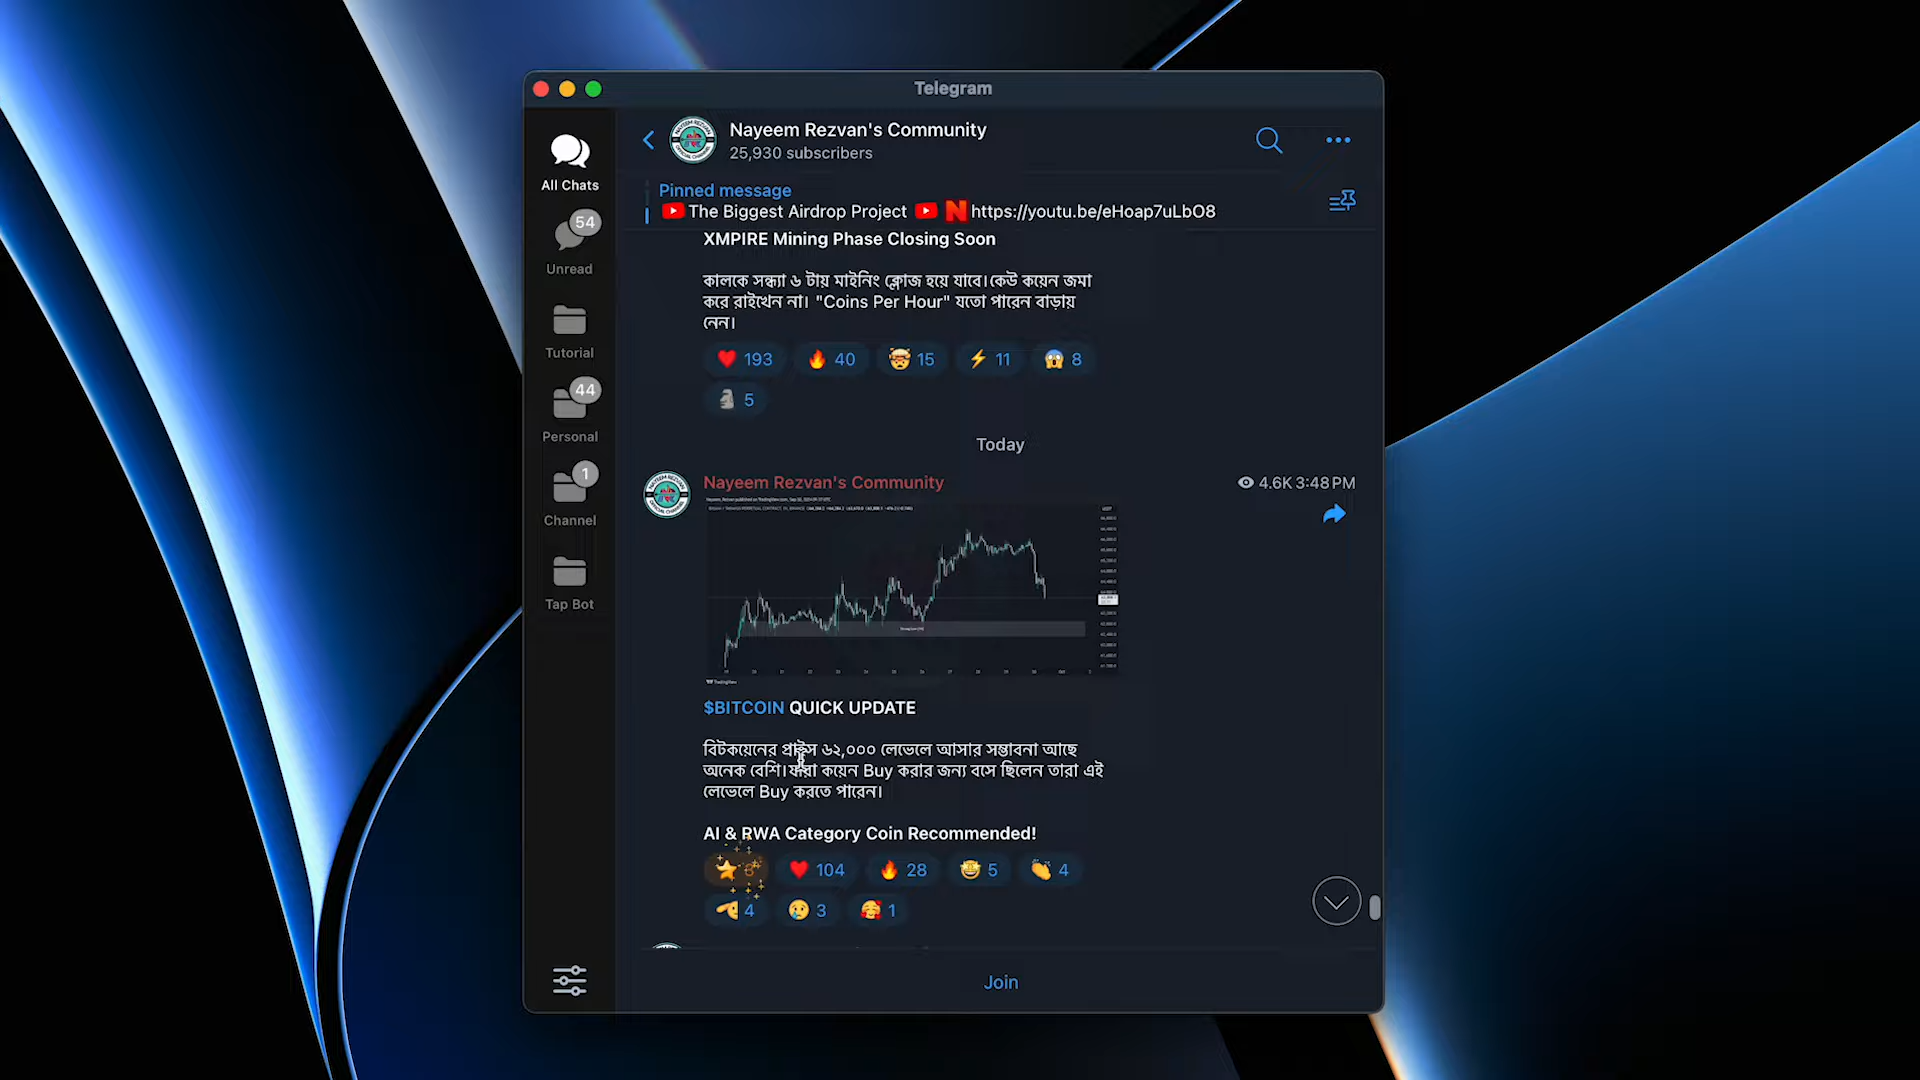 Telegram
All Chats
54
Unread
Tutorial
44
Personal
1
Channel
Tap Bot
Nayeem Rezvan's Community
25,930 subscribers
Pinned message
The Biggest Airdrop Project N https://youtu.be/eHoap7uLbO8
XMPIRE Mining Phase Closing Soon
কালকে সন্ধ্যা ৬ টায় মাইনিং ক্লোজ হয়ে যাবে।কেউ কয়েন জমা
করে রাইখেন না। "Coins Per Hour" যতো পারেন বাড়ায়
নেন।
193 40 15 11 8
5
Today
Nayeem Rezvan's Community
4.6K 3:48 PM
$BITCOIN QUICK UPDATE
বিটকয়েনের প্রাইস ৬২,০০০ লেভেলে আসার সম্ভাবনা আছে
অনেক বেশি।যারা কয়েন Buy করার জন্য বসে ছিলেন তারা এই
লেভেলে Buy করতে পারেন।
AI & RWA Category Coin Recommended!
104 28 5 4
4 3 1
Join